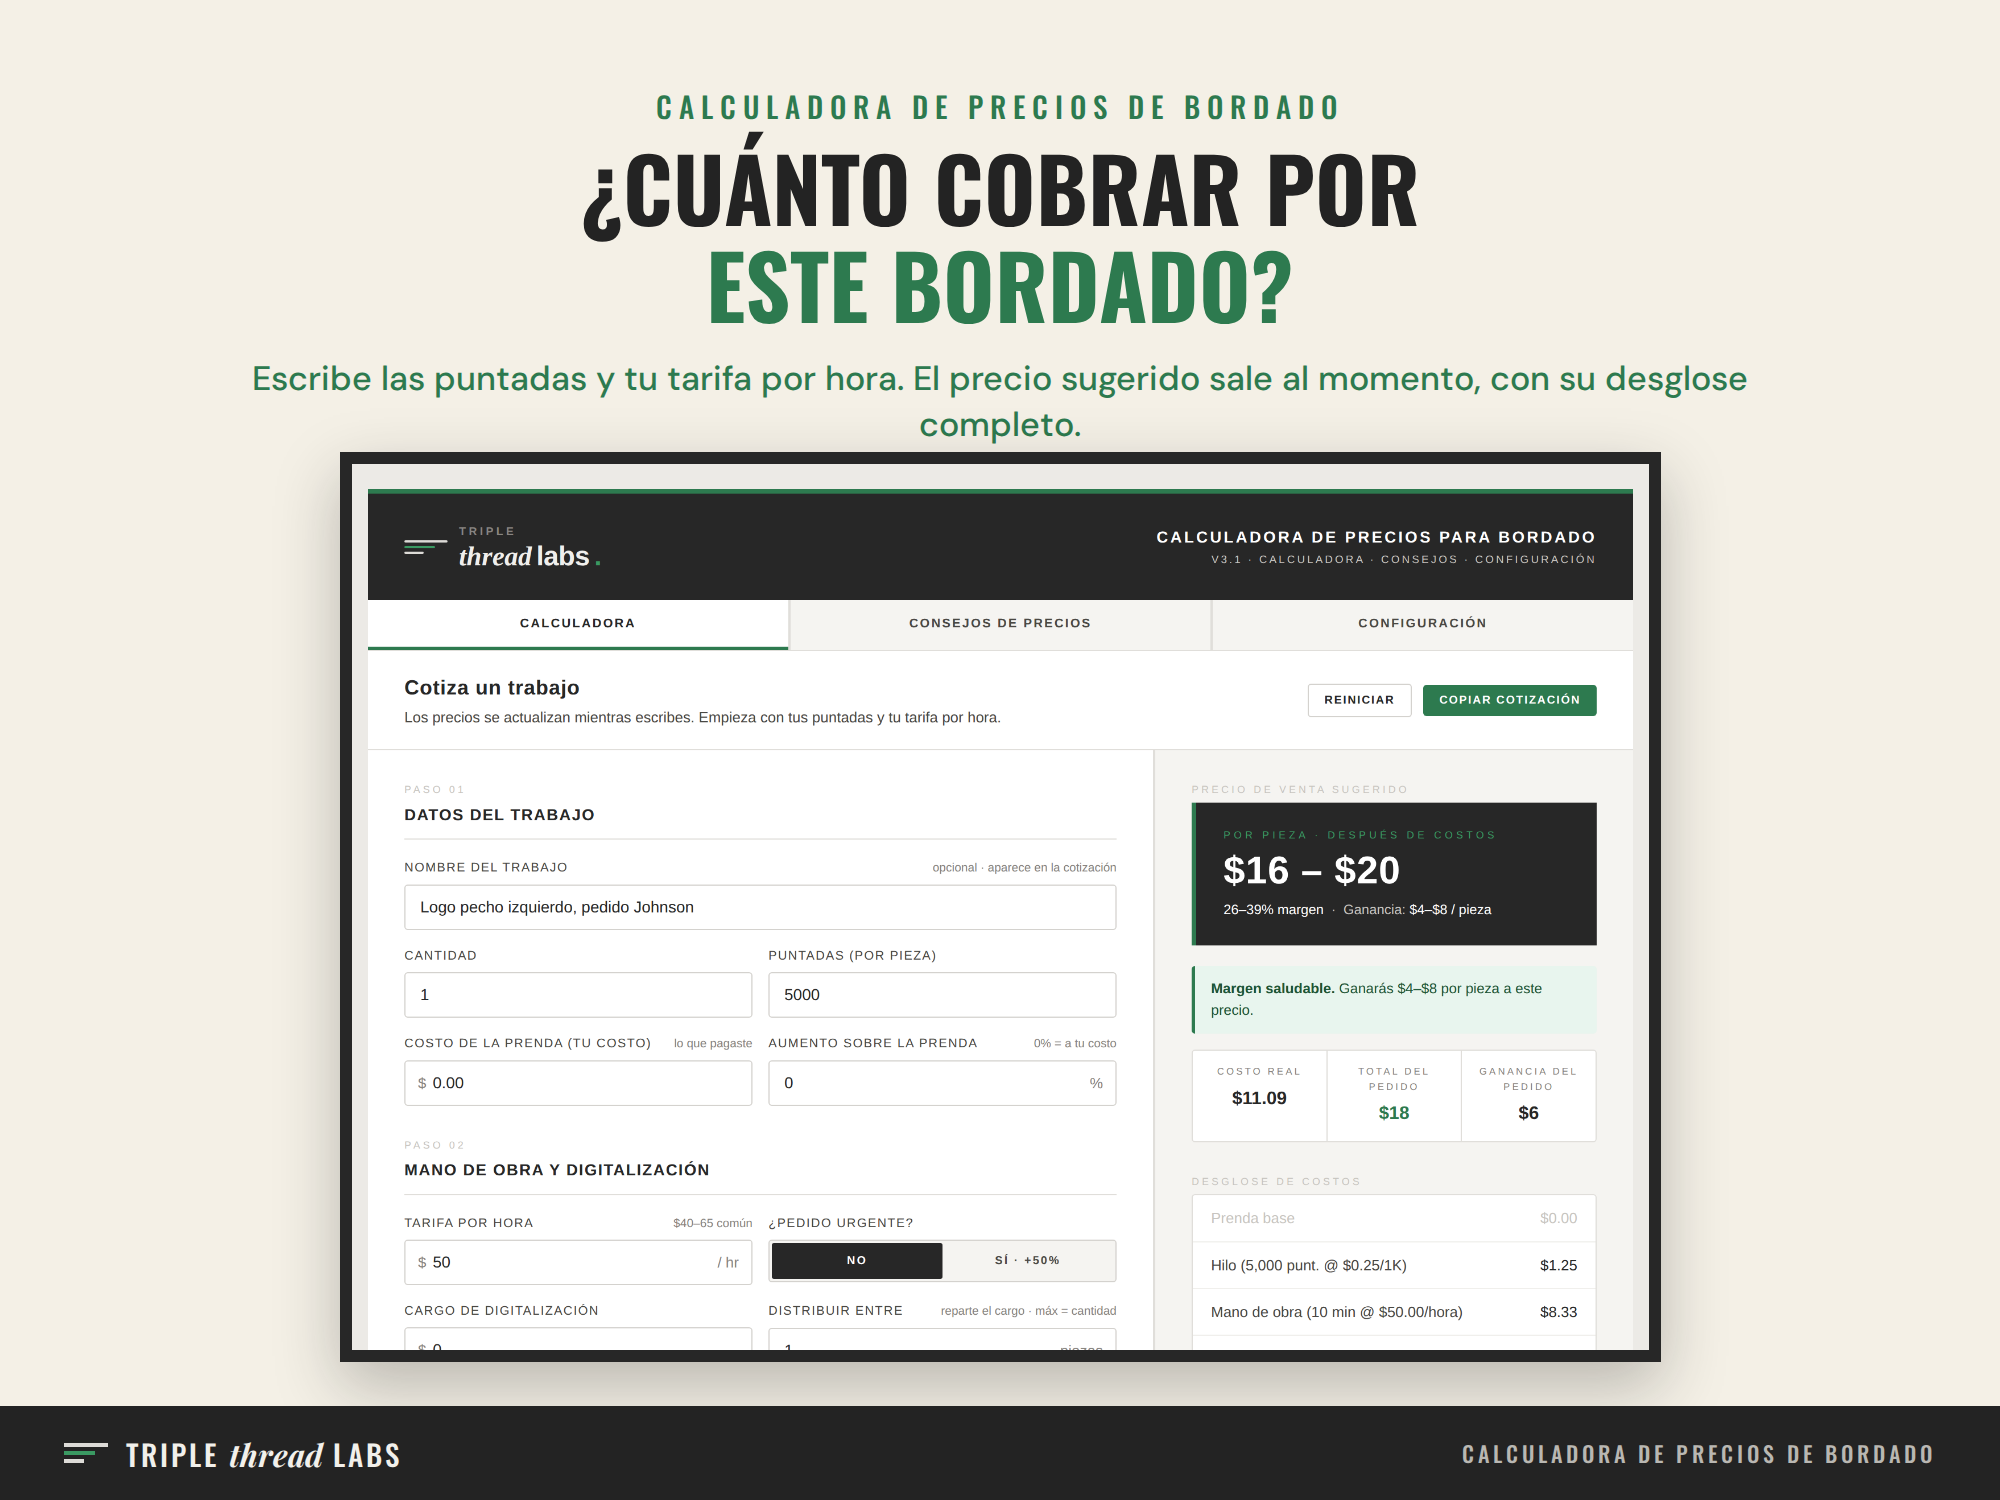 CALCULADORA DE PRECIOS DE BORDADO
¿CUÁNTO COBRAR POR
ESTE BORDADO?
Escribe las puntadas y tu tarifa por hora. El precio sugerido sale al momento, con su desglose
completo.
TRIPLE
thread labs.
CALCULADORA DE PRECIOS PARA BORDADO
V3.1 · CALCULADORA · CONSEJOS · CONFIGURACIÓN
CALCULADORA
CONSEJOS DE PRECIOS
CONFIGURACIÓN
Cotiza un trabajo
Los precios se actualizan mientras escribes. Empieza con tus puntadas y tu tarifa por hora.
REINICIAR
COPIAR COTIZACIÓN
PASO 01
DATOS DEL TRABAJO
NOMBRE DEL TRABAJO
opcional · aparece en la cotización
Logo pecho izquierdo, pedido Johnson
CANTIDAD
PUNTADAS (POR PIEZA)
1
5000
COSTO DE LA PRENDA (TU COSTO)
lo que pagaste
AUMENTO SOBRE LA PRENDA
0% = a tu costo
$ 0.00
0
%
PASO 02
MANO DE OBRA Y DIGITALIZACIÓN
TARIFA POR HORA
$40–65 común
¿PEDIDO URGENTE?
$ 50
/ hr
NO
SÍ · +50%
CARGO DE DIGITALIZACIÓN
DISTRIBUIR ENTRE
reparte el cargo · máx = cantidad
$ 0
1
piezas
PRECIO DE VENTA SUGERIDO
POR PIEZA · DESPUÉS DE COSTOS
$16 – $20
26–39% margen · Ganancia: $4–$8 / pieza
Margen saludable. Ganarás $4–$8 por pieza a este
precio.
COSTO REAL
$11.09
TOTAL DEL
PEDIDO
$18
GANANCIA DEL
PEDIDO
$6
DESGLOSE DE COSTOS
Prenda base
$0.00
Hilo (5,000 punt. @ $0.25/1K)
$1.25
Mano de obra (10 min @ $50.00/hora)
$8.33
TRIPLE thread LABS
CALCULADORA DE PRECIOS DE BORDADO